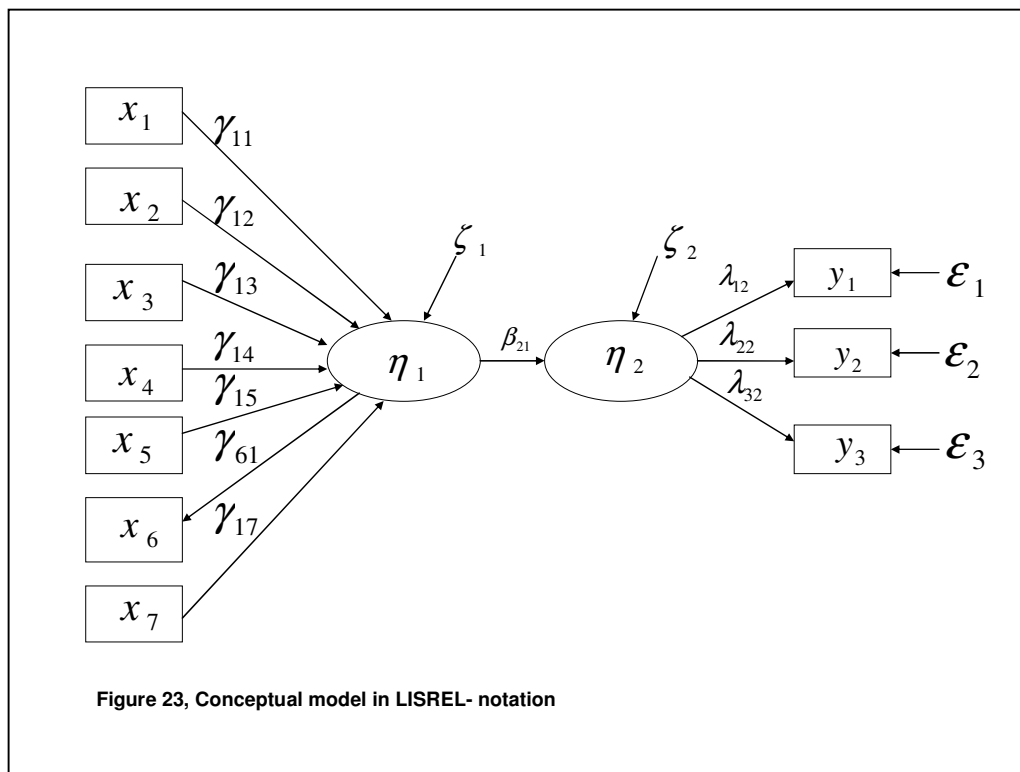 x₁
γ₁₁
x₂
γ₁₂
ζ₁
ζ₂
x₃
γ₁₃
λ₁₂
y₁
ε₁
x₄
γ₁₄
η₁
β₂₁
η₂
λ₂₂
y₂
ε₂
γ₁₅
λ₃₂
x₅
γ₆₁
y₃
ε₃
x₆
γ₁₇
x₇
Figure 23, Conceptual model in LISREL- notation